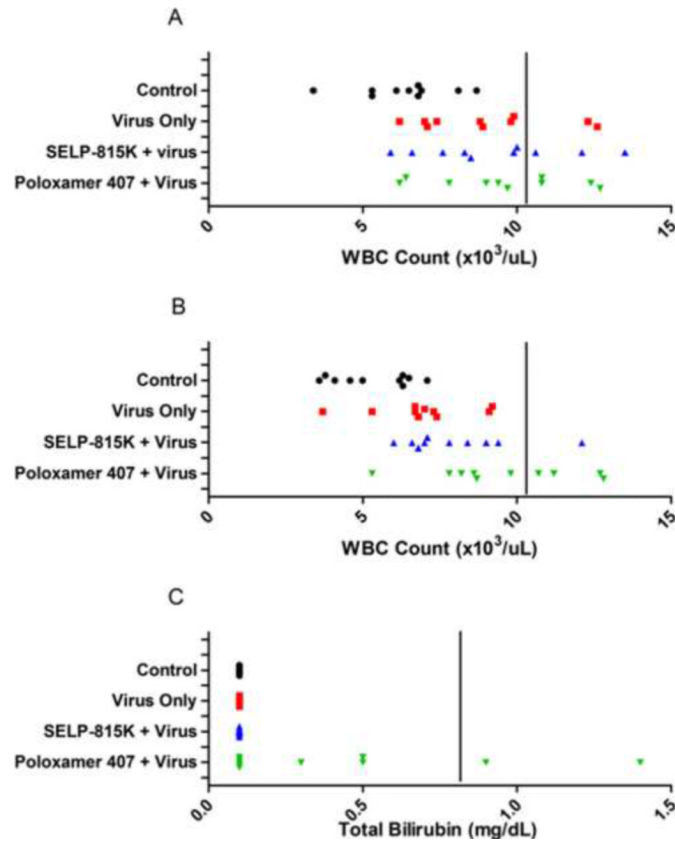 A
Control
Virus Only
SELP-815K + virus
Poloxamer 407 + Virus
0 5 10 15
WBC Count (x10³/uL)
B
Control
Virus Only
SELP-815K + Virus
Poloxamer 407 + Virus
0 5 10 15
WBC Count (x10³/uL)
C
Control
Virus Only
SELP-815K + Virus
Poloxamer 407 + Virus
0.0 0.5 1.0 1.5
Total Bilirubin (mg/dL)